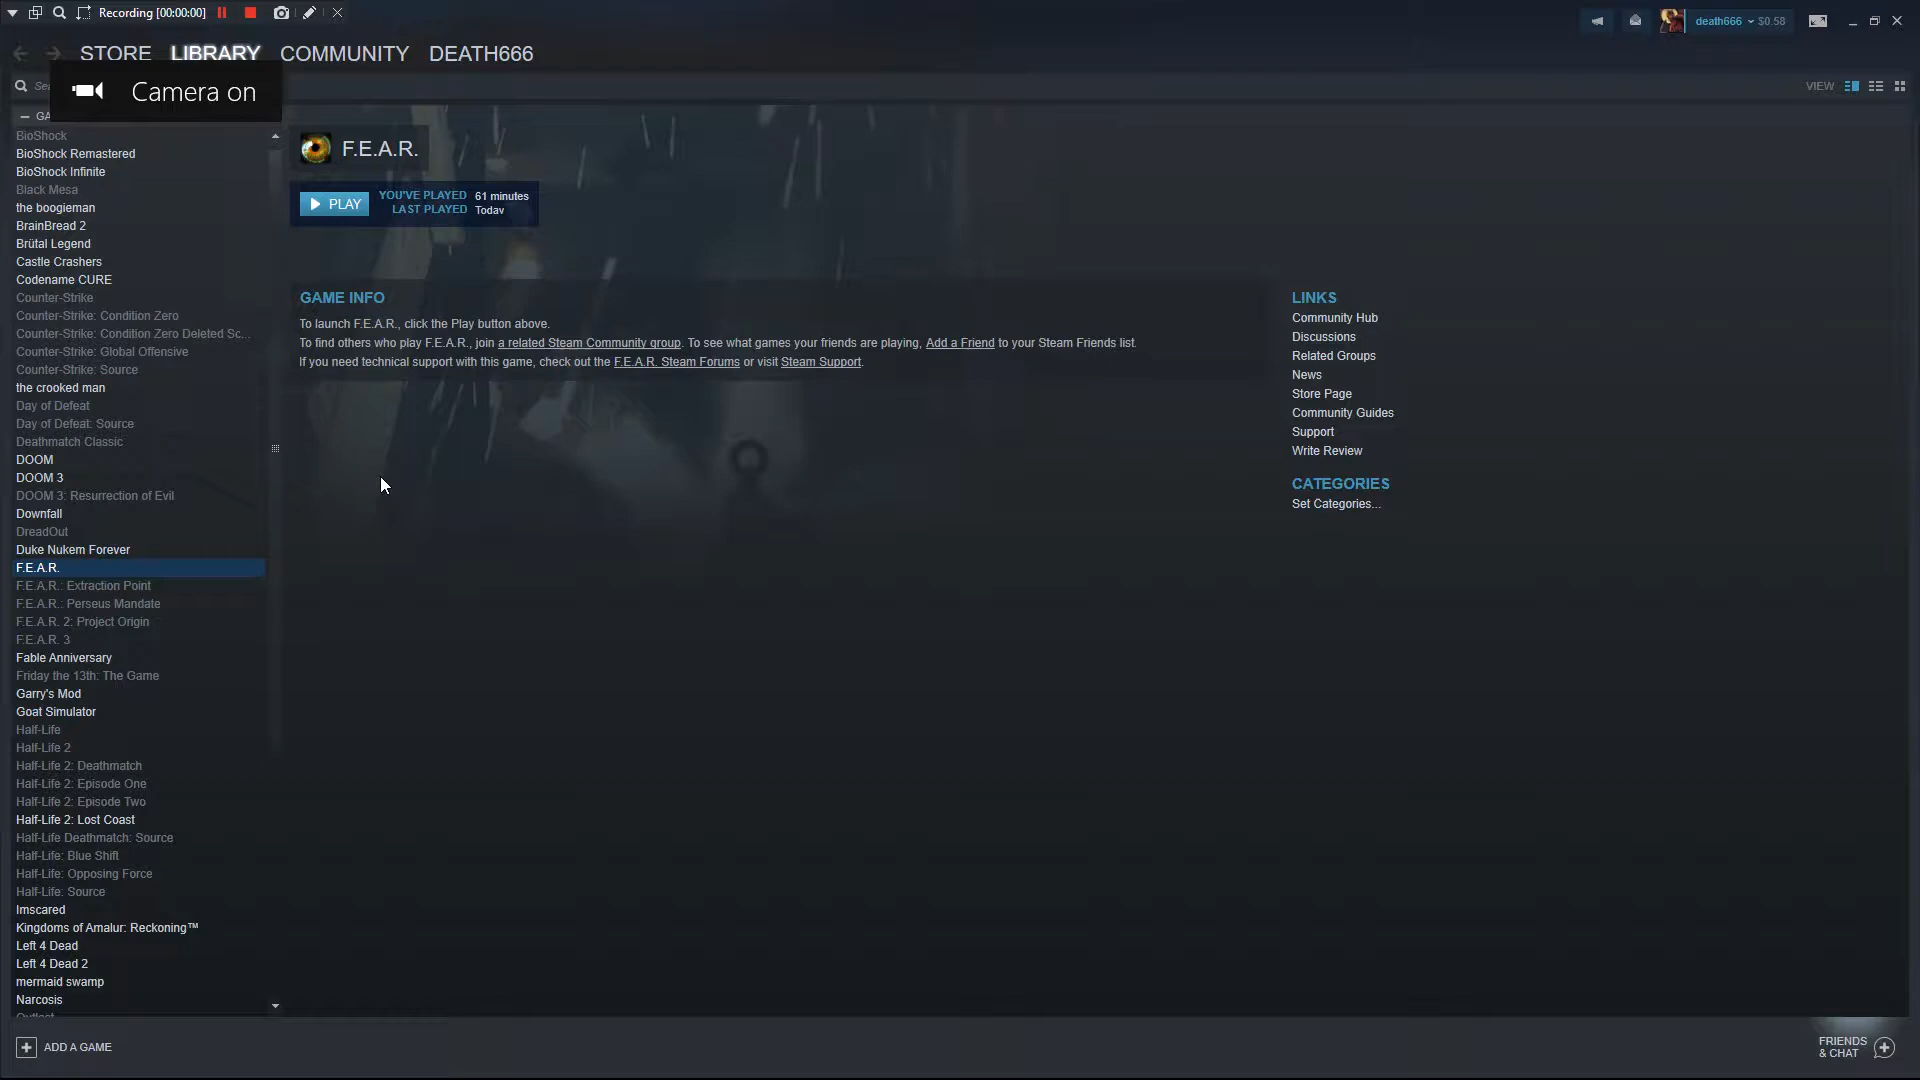 Recording [00:00:00]
death666 $0.58
STORE LIBRARY COMMUNITY DEATH666
Camera on
VIEW
BioShock
BioShock Remastered
BioShock Infinite
Black Mesa
the boogieman
BrainBread 2
Brütal Legend
Castle Crashers
Codename CURE
Counter-Strike
Counter-Strike: Condition Zero
Counter-Strike: Condition Zero Deleted Sc...
Counter-Strike: Global Offensive
Counter-Strike: Source
the crooked man
Day of Defeat
Day of Defeat: Source
Deathmatch Classic
DOOM
DOOM 3
DOOM 3: Resurrection of Evil
Downfall
DreadOut
Duke Nukem Forever
F.E.A.R.
F.E.A.R.: Extraction Point
F.E.A.R.: Perseus Mandate
F.E.A.R. 2: Project Origin
F.E.A.R. 3
Fable Anniversary
Friday the 13th: The Game
Garry's Mod
Goat Simulator
Half-Life
Half-Life 2
Half-Life 2: Deathmatch
Half-Life 2: Episode One
Half-Life 2: Episode Two
Half-Life 2: Lost Coast
Half-Life Deathmatch: Source
Half-Life: Blue Shift
Half-Life: Opposing Force
Half-Life: Source
Imscared
Kingdoms of Amalur: Reckoning™
Left 4 Dead
Left 4 Dead 2
mermaid swamp
Narcosis
F.E.A.R.
PLAY
YOU'VE PLAYED 61 minutes
LAST PLAYED Today
GAME INFO
To launch F.E.A.R., click the Play button above.
To find others who play F.E.A.R., join a related Steam Community group. To see what games your friends are playing, Add a Friend to your Steam Friends list.
If you need technical support with this game, check out the F.E.A.R. Steam Forums or visit Steam Support.
LINKS
Community Hub
Discussions
Related Groups
News
Store Page
Community Guides
Support
Write Review
CATEGORIES
Set Categories...
ADD A GAME
FRIENDS
& CHAT